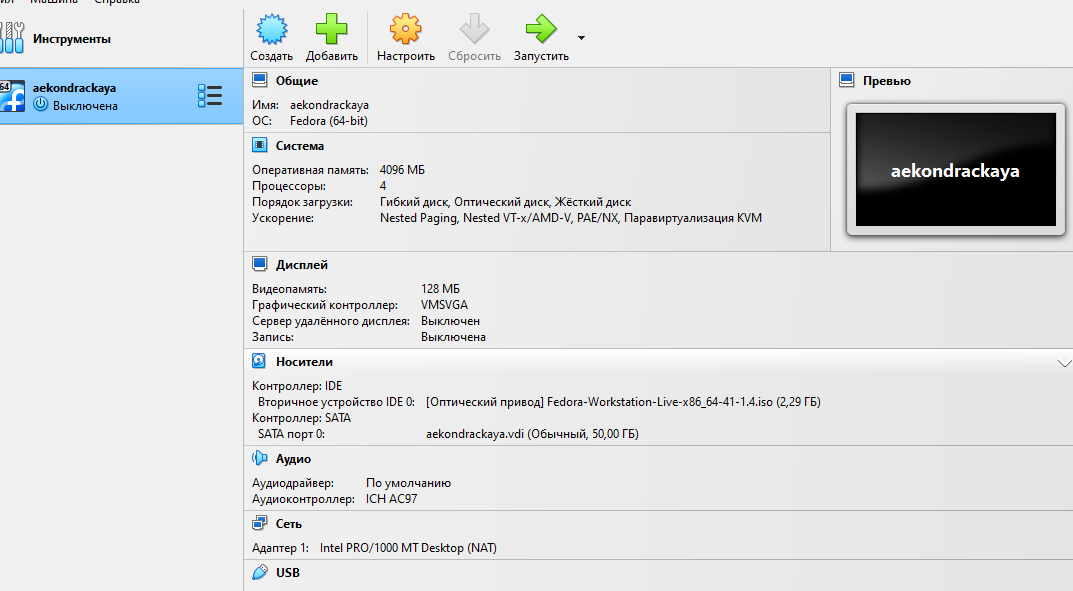 Машина Справка
Инструменты
Создать Добавить Настроить Сбросить Запустить
64
aekondrackaya
Выключена
Общие
Имя: aekondrackaya
ОС: Fedora (64-bit)
Превью
aekondrackaya
Система
Оперативная память: 4096 МБ
Процессоры: 4
Порядок загрузки: Гибкий диск, Оптический диск, Жёсткий диск
Ускорение: Nested Paging, Nested VT-x/AMD-V, PAE/NX, Паравиртуализация KVM
Дисплей
Видеопамять: 128 МБ
Графический контроллер: VMSVGA
Сервер удалённого дисплея: Выключен
Запись: Выключена
Носители
Контроллер: IDE
Вторичное устройство IDE 0: [Оптический привод] Fedora-Workstation-Live-x86_64-41-1.4.iso (2,29 ГБ)
Контроллер: SATA
SATA порт 0: aekondrackaya.vdi (Обычный, 50,00 ГБ)
Аудио
Аудиодрайвер: По умолчанию
Аудиоконтроллер: ICH AC97
Сеть
Адаптер 1: Intel PRO/1000 MT Desktop (NAT)
USB